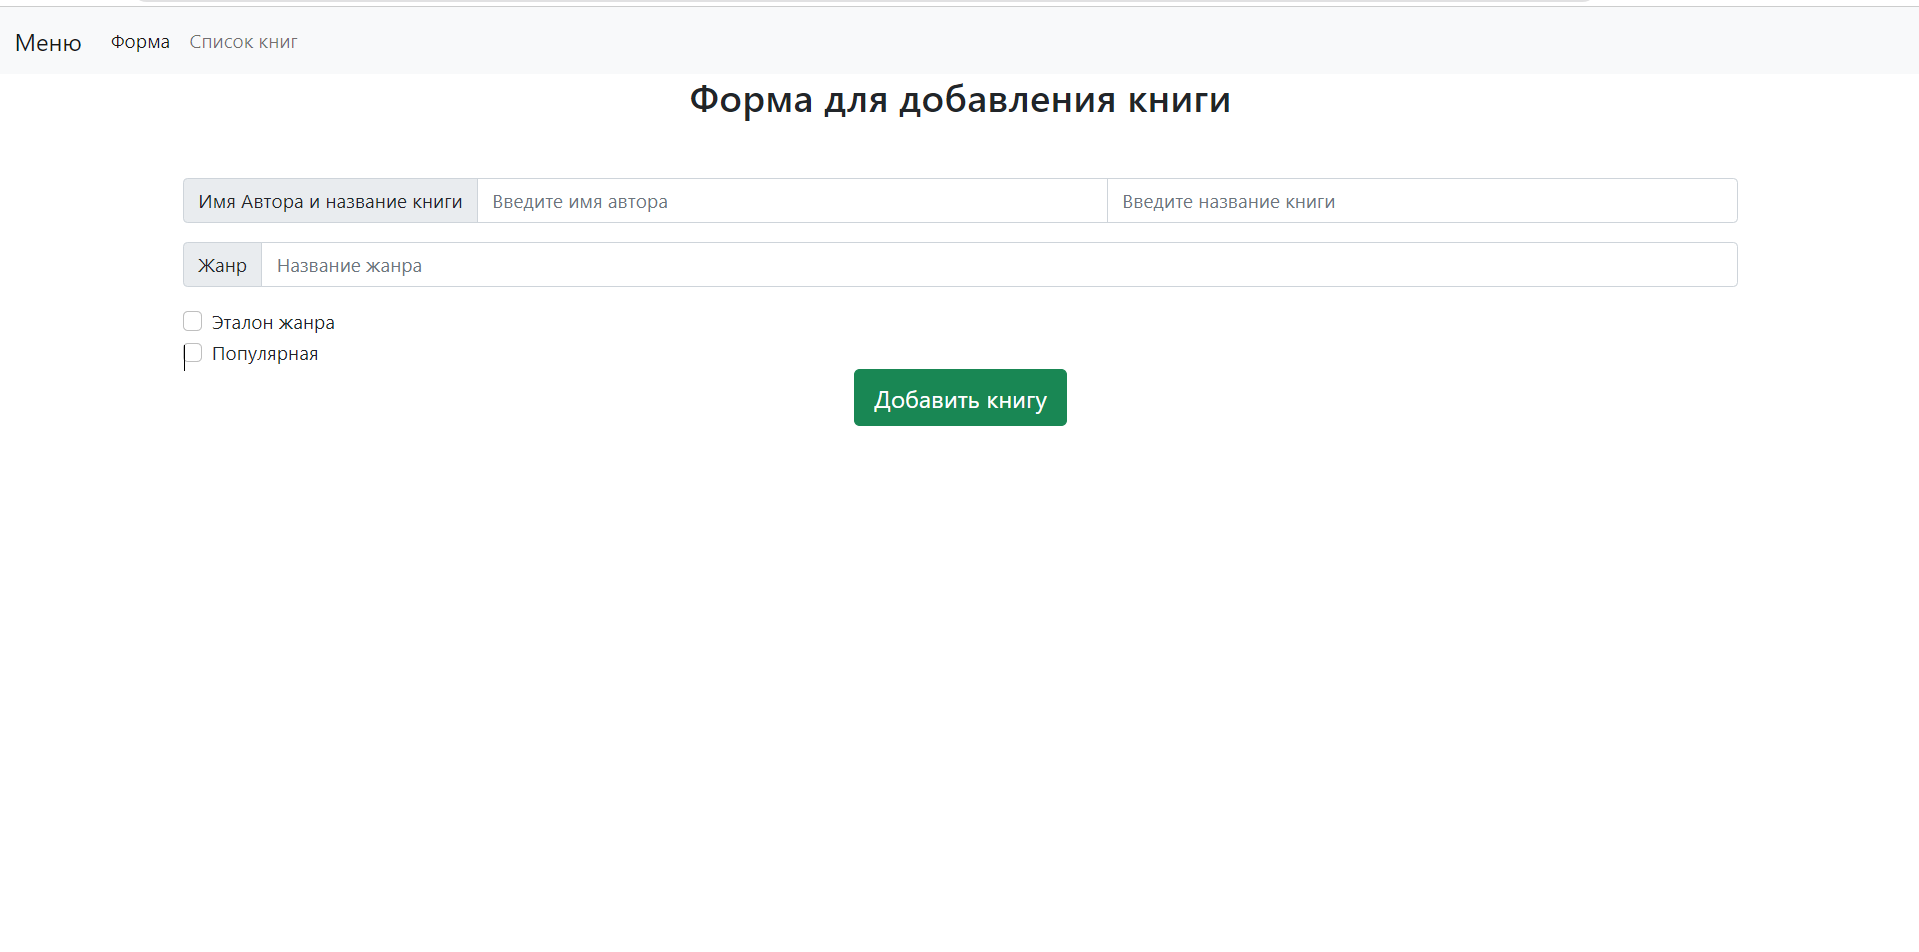 Меню Форма Список книг
Форма для добавления книги
Имя Автора и название книги Введите имя автора Введите название книги
Жанр Название жанра
Эталон жанра
Популярная
Добавить книгу